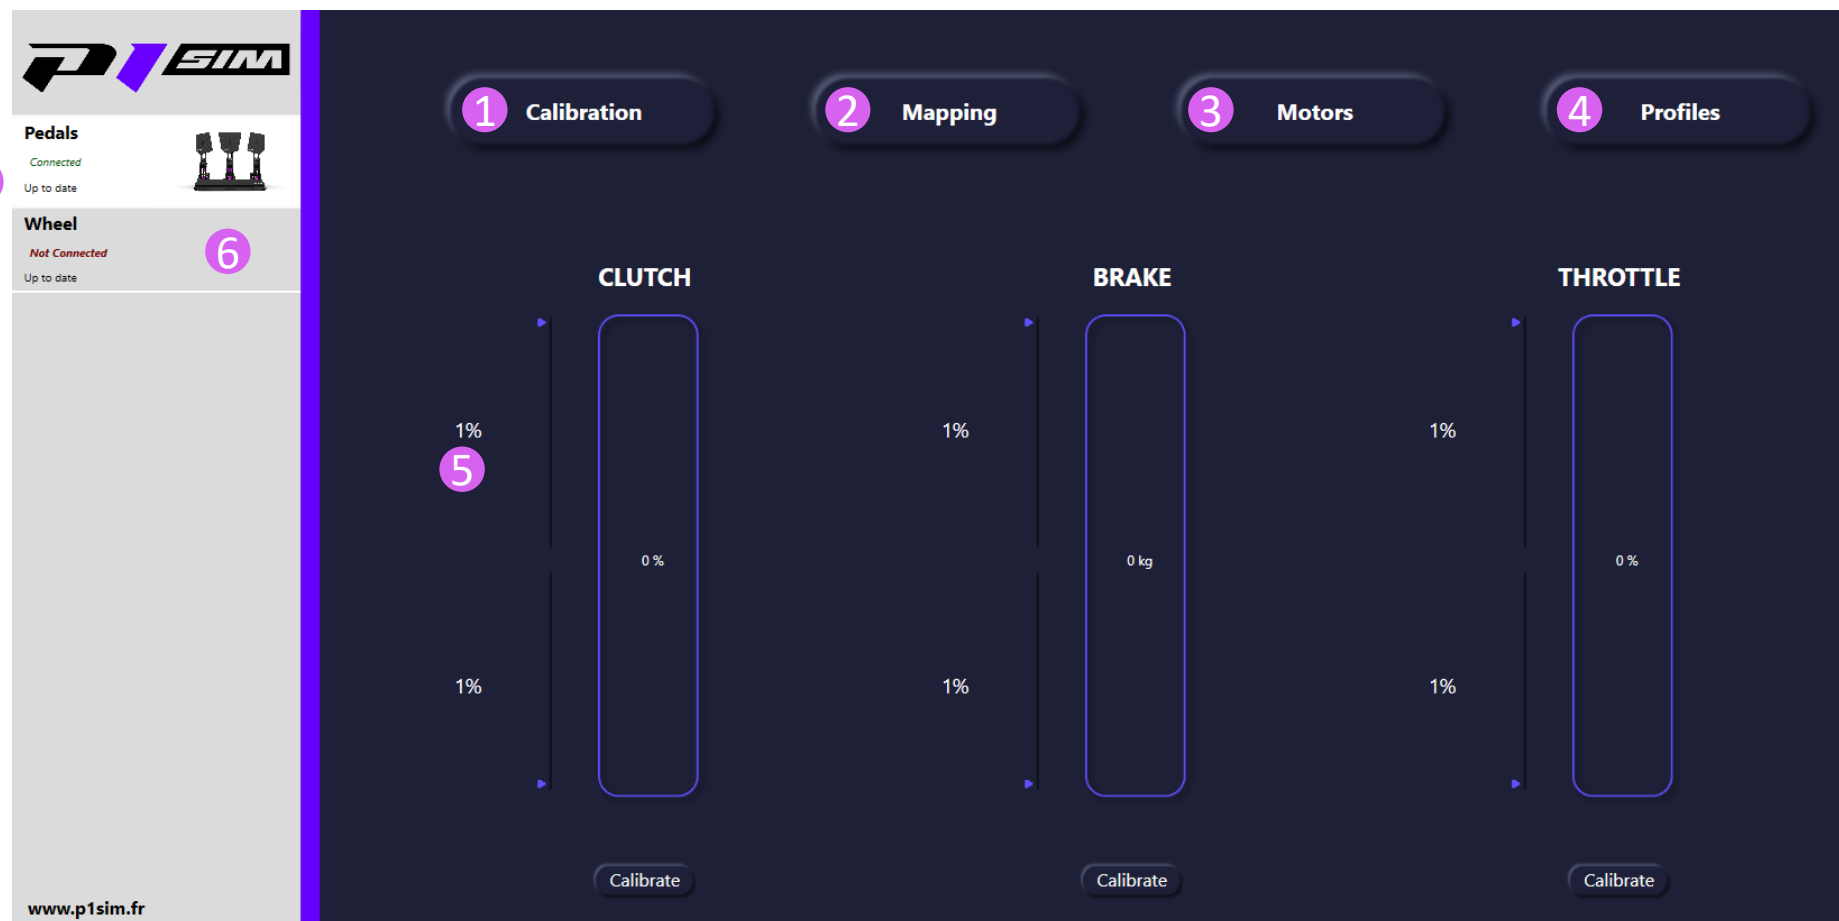 P1SIM
Pedals
Connected
Up to date
Wheel
Not Connected
6
Up to date
www.p1sim.fr
1 Calibration
2 Mapping
3 Motors
4 Profiles
CLUTCH
BRAKE
THROTTLE
1%
5
1%
1%
0 %
0 kg
0 %
1%
1%
1%
Calibrate
Calibrate
Calibrate